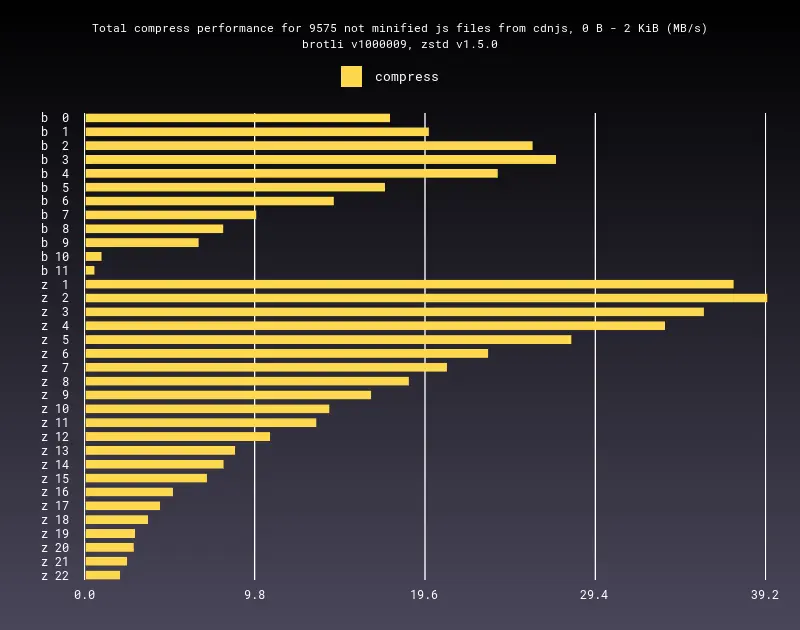 Total compress performance for 9575 not minified js files from cdnjs, 0 B - 2 KiB (MB/s)
brotli v1000009, zstd v1.5.0
compress
b 0
b 1
b 2
b 3
b 4
b 5
b 6
b 7
b 8
b 9
b 10
b 11
z 1
z 2
z 3
z 4
z 5
z 6
z 7
z 8
z 9
z 10
z 11
z 12
z 13
z 14
z 15
z 16
z 17
z 18
z 19
z 20
z 21
z 22
0.0 9.8 19.6 29.4 39.2